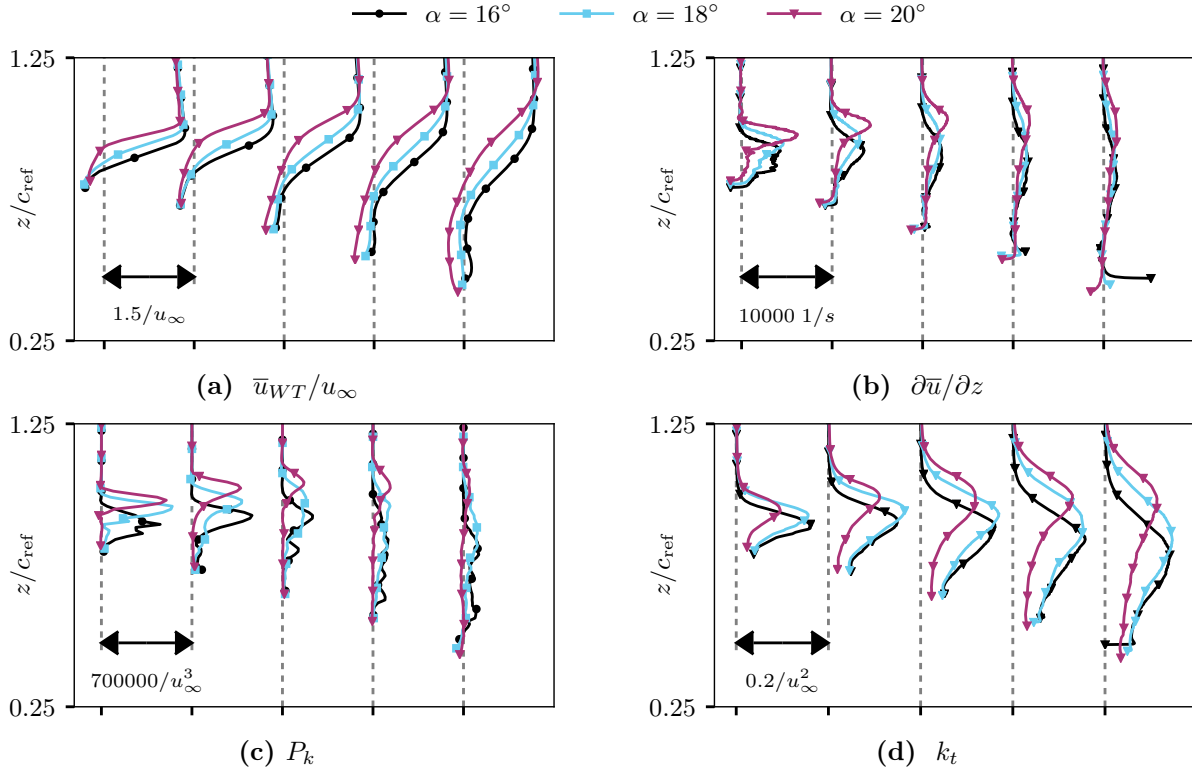 α = 16° α = 18° α = 20°
1.25 1.25
z/c_ref z/c_ref
1.5/u_∞ 10000 1/s
0.25 0.25
(a) u̅_WT/u_∞ (b) ∂u̅/∂z
1.25 1.25
z/c_ref z/c_ref
700000/u_∞^3 0.2/u_∞^2
0.25 0.25
(c) P_k (d) k_t